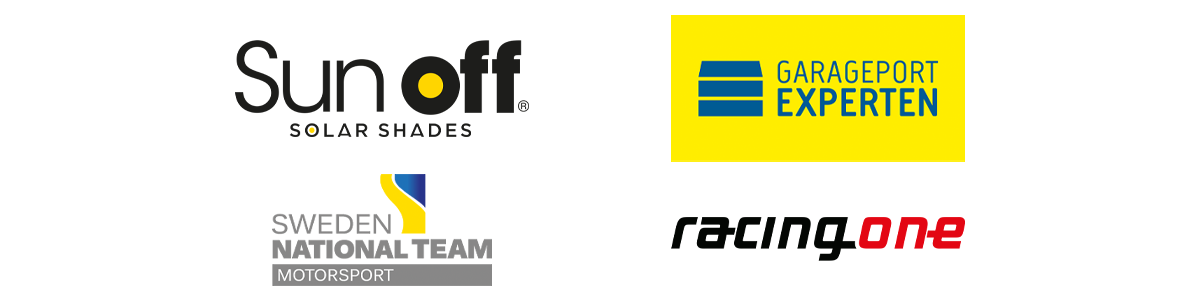 Sun off®
SOLAR SHADES
GARAGEPORT
EXPERTEN
SWEDEN
NATIONAL TEAM
MOTORSPORT
racing.one